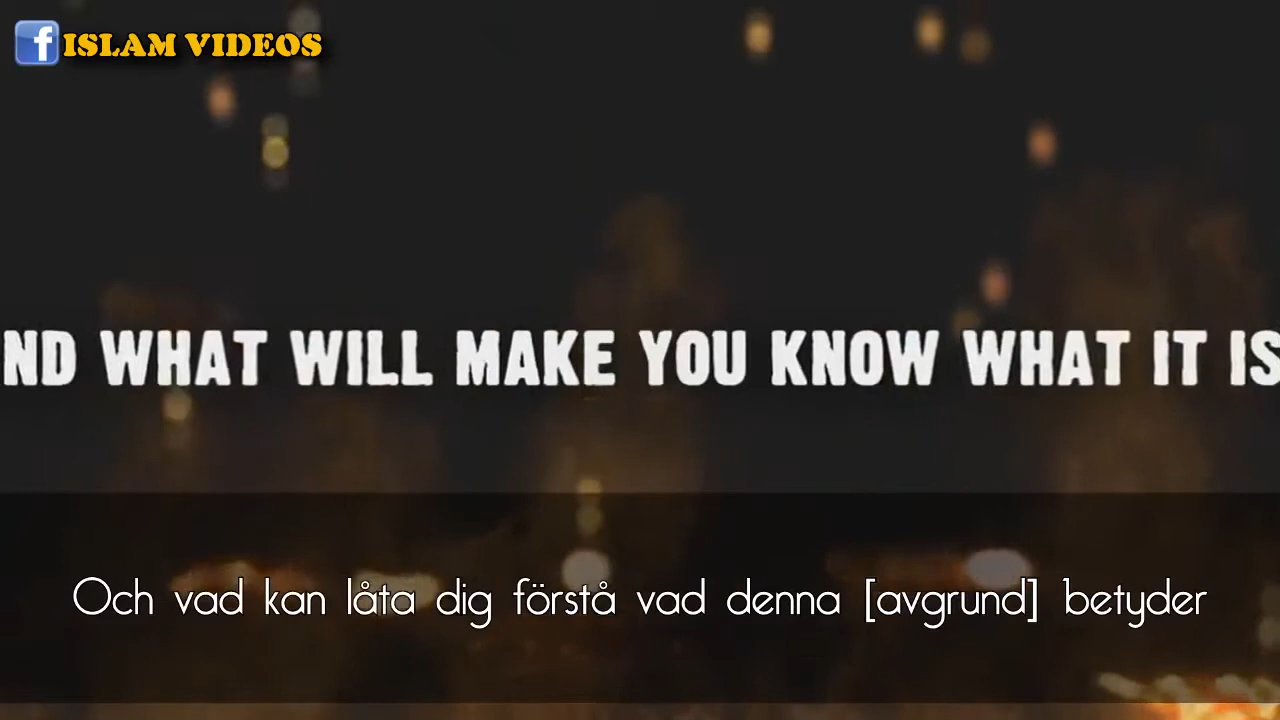 f ISLAM VIDEOS
ND WHAT WILL MAKE YOU KNOW WHAT IT IS
Och vad kan låta dig förstå vad denna [avgrund] betyder